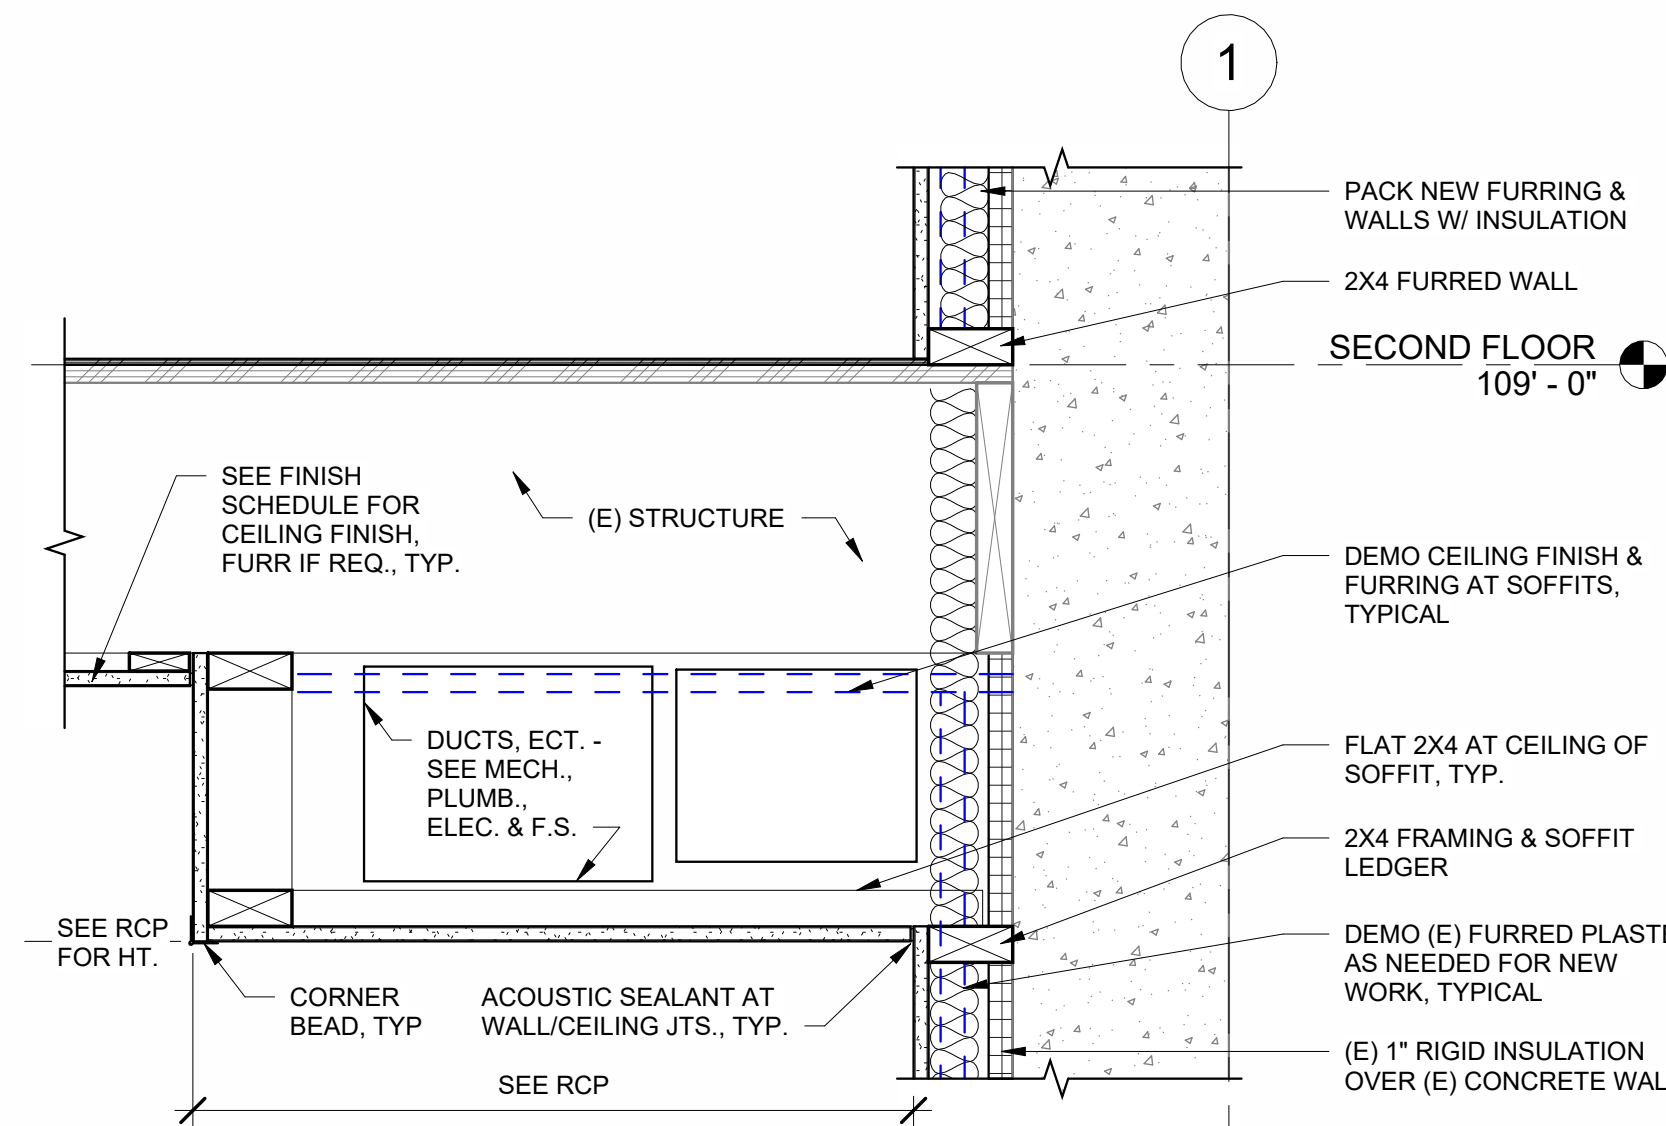 1
PACK NEW FURRING &
WALLS W/ INSULATION
2X4 FURRED WALL
SECOND FLOOR
109' - 0"
SEE FINISH
SCHEDULE FOR
CEILING FINISH,
FURR IF REQ., TYP.
(E) STRUCTURE
DEMO CEILING FINISH &
FURRING AT SOFFITS,
TYPICAL
DUCTS, ECT. -
SEE MECH.,
PLUMB.,
ELEC. & F.S.
FLAT 2X4 AT CEILING OF
SOFFIT, TYP.
2X4 FRAMING & SOFFIT
LEDGER
SEE RCP
FOR HT.
DEMO (E) FURRED PLASTE
AS NEEDED FOR NEW
WORK, TYPICAL
CORNER
BEAD, TYP
ACOUSTIC SEALANT AT
WALL/CEILING JTS., TYP.
(E) 1" RIGID INSULATION
OVER (E) CONCRETE WAL
SEE RCP